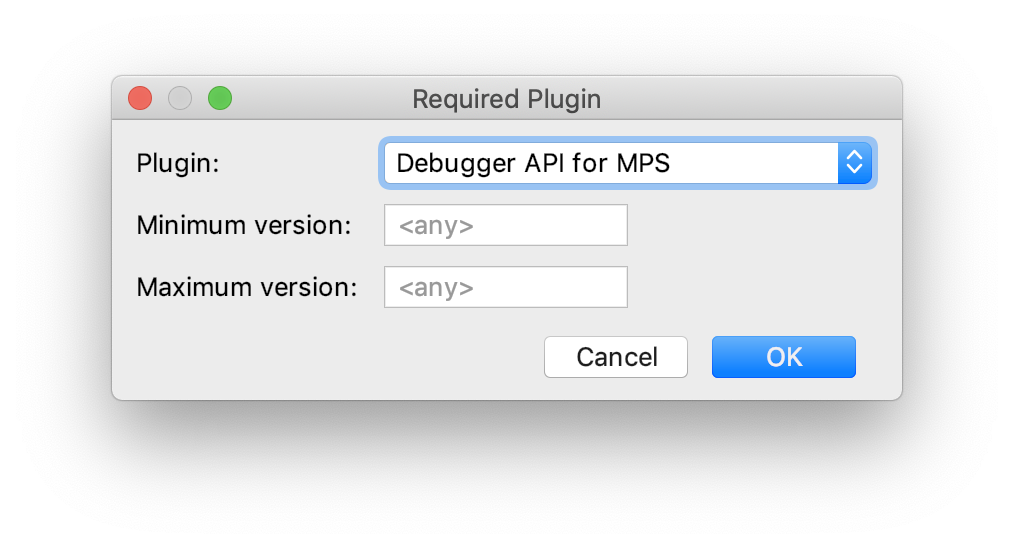 Required Plugin
Plugin: Debugger API for MPS
Minimum version: <any>
Maximum version: <any>
Cancel OK